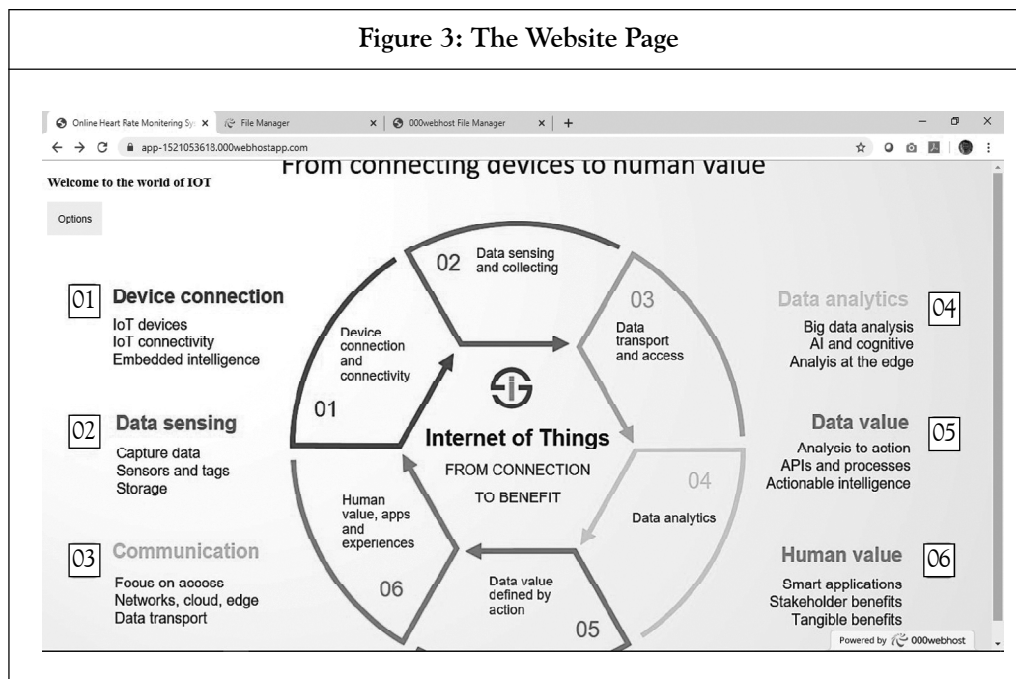 Figure 3: The Website Page
Online Heart Rate Monitoring Sy
File Manager
000webhost File Manager
app-1521053618.000webhostapp.com
From connecting devices to human value
Welcome to the world of IOT
Options
01 Device connection
IoT devices
IoT connectivity
Embedded intelligence
02 Data sensing
Capture data
Sensors and tags
Storage
03 Communication
Focus on access
Networks, cloud, edge
Data transport
01
Device
connection
and
connectivity
02
Data sensing
and collecting
03
Data
transport
and access
04
Data analytics
05
Data value
defined by
action
06
Human
value, apps
and
experiences
SiG
Internet of Things
FROM CONNECTION
TO BENEFIT
Data analytics 04
Big data analysis
AI and cognitive
Analyis at the edge
Data value 05
Analysis to action
APIs and processes
Actionable intelligence
Human value 06
Smart applications
Stakeholder benefits
Tangible benefits
Powered by 000webhost